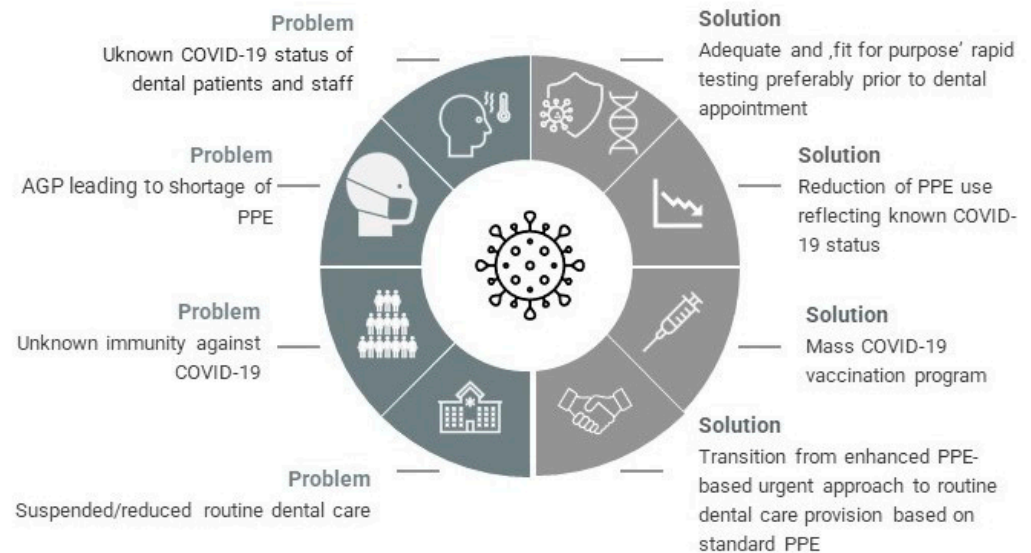 Problem
Uknown COVID-19 status of
dental patients and staff
Problem
AGP leading to shortage of
PPE
Problem
Unknown immunity against
COVID-19
Problem
Suspended/reduced routine dental care
Solution
Adequate and ‚fit for purpose’ rapid
testing preferably prior to dental
appointment
Solution
Reduction of PPE use
reflecting known COVID-
19 status
Solution
Mass COVID-19
vaccination program
Solution
Transition from enhanced PPE-
based urgent approach to routine
dental care provision based on
standard PPE